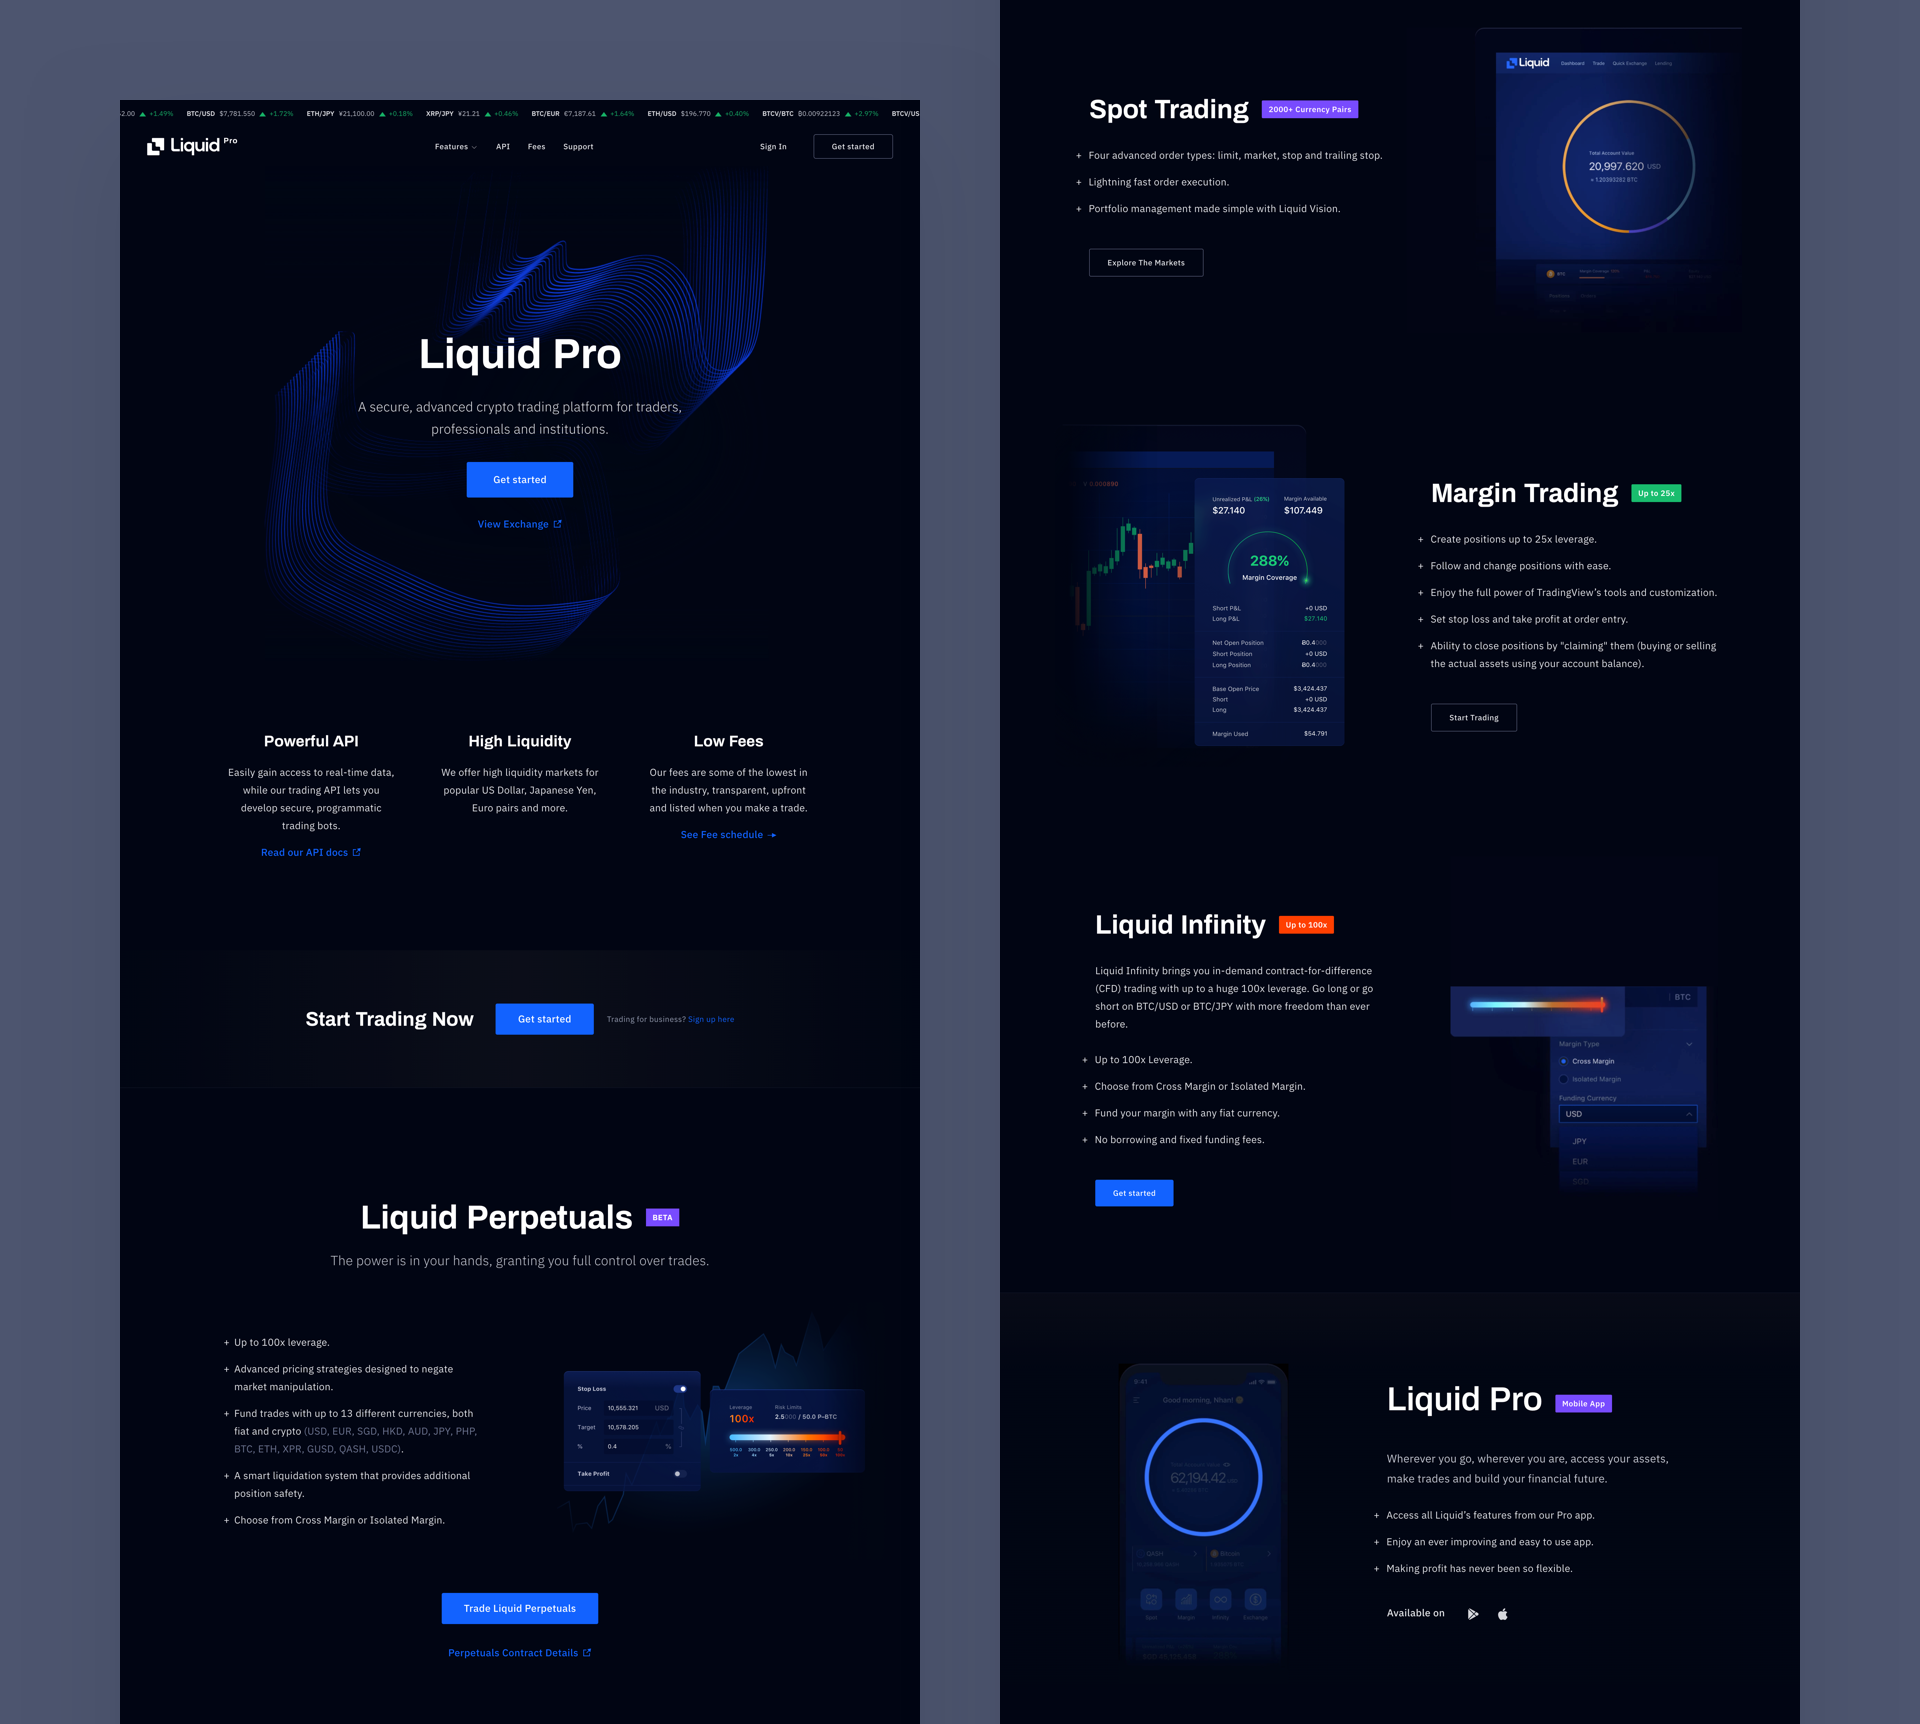 52.00 ▲ +1.49% BTC/USD $7,781.550 ▲ +1.72% ETH/JPY ¥21,100.00 ▲ +0.18% XRP/JPY ¥21.21 ▲ +0.46% BTC/EUR €7,187.61 ▲ +1.64% ETH/USD $196.770 ▲ +0.40% BTCV/BTC ₿0.00922123 ▲ +2.97% BTCV/US
Liquid Pro
Features API Fees Support
Sign In Get started
Liquid Pro
A secure, advanced crypto trading platform for traders,
professionals and institutions.
Get started
View Exchange
Powerful API
Easily gain access to real-time data,
while our trading API lets you
develop secure, programmatic
trading bots.
Read our API docs
High Liquidity
We offer high liquidity markets for
popular US Dollar, Japanese Yen,
Euro pairs and more.
Low Fees
Our fees are some of the lowest in
the industry, transparent, upfront
and listed when you make a trade.
See Fee schedule
Start Trading Now Get started Trading for business? Sign up here
Liquid Perpetuals BETA
The power is in your hands, granting you full control over trades.
+ Up to 100x leverage.
+ Advanced pricing strategies designed to negate
market manipulation.
+ Fund trades with up to 13 different currencies, both
fiat and crypto (USD, EUR, SGD, HKD, AUD, JPY, PHP,
BTC, ETH, XPR, GUSD, QASH, USDC).
+ A smart liquidation system that provides additional
position safety.
+ Choose from Cross Margin or Isolated Margin.
Stop Loss
Price 10,555.321 USD
Target 10,578.205
% 0.4 %
Take Profit
Leverage Risk Limits
100x 2.5000 / 50.0 P-BTC
Trade Liquid Perpetuals
Perpetuals Contract Details
Spot Trading 2000+ Currency Pairs
+ Four advanced order types: limit, market, stop and trailing stop.
+ Lightning fast order execution.
+ Portfolio management made simple with Liquid Vision.
Explore The Markets
Liquid Dashboard Trade Quick Exchange Lending
Total Account Value
20,997.620 USD
≈ 1.20393282 BTC
BTC
¥ 0.000890
Unrealized P&L (26%) Margin Available
$27.140 $107.449
288%
Margin Coverage
Short P&L +0 USD
Long P&L $27.140
Net Open Position ฿0.4000
Short Position +0 USD
Long Position ฿0.4000
Base Open Price $3,424.437
Short +0 USD
Long $3,424.437
Margin Used $54.791
Margin Trading Up to 25x
+ Create positions up to 25x leverage.
+ Follow and change positions with ease.
+ Enjoy the full power of TradingView's tools and customization.
+ Set stop loss and take profit at order entry.
+ Ability to close positions by "claiming" them (buying or selling
the actual assets using your account balance).
Start Trading
Liquid Infinity Up to 100x
Liquid Infinity brings you in-demand contract-for-difference
(CFD) trading with up to a huge 100x leverage. Go long or go
short on BTC/USD or BTC/JPY with more freedom than ever
before.
+ Up to 100x Leverage.
+ Choose from Cross Margin or Isolated Margin.
+ Fund your margin with any fiat currency.
+ No borrowing and fixed funding fees.
Get started
BTC
Margin Type
Cross Margin
Isolated Margin
Funding Currency
USD
JPY
EUR
SGD
9:41
Good morning, Nhan!
Total Account Value
62,194.42
QASH Bitcoin
Spot Margin Infinity Exchange
Liquid Pro Mobile App
Wherever you go, wherever you are, access your assets,
make trades and build your financial future.
+ Access all Liquid's features from our Pro app.
+ Enjoy an ever improving and easy to use app.
+ Making profit has never been so flexible.
Available on